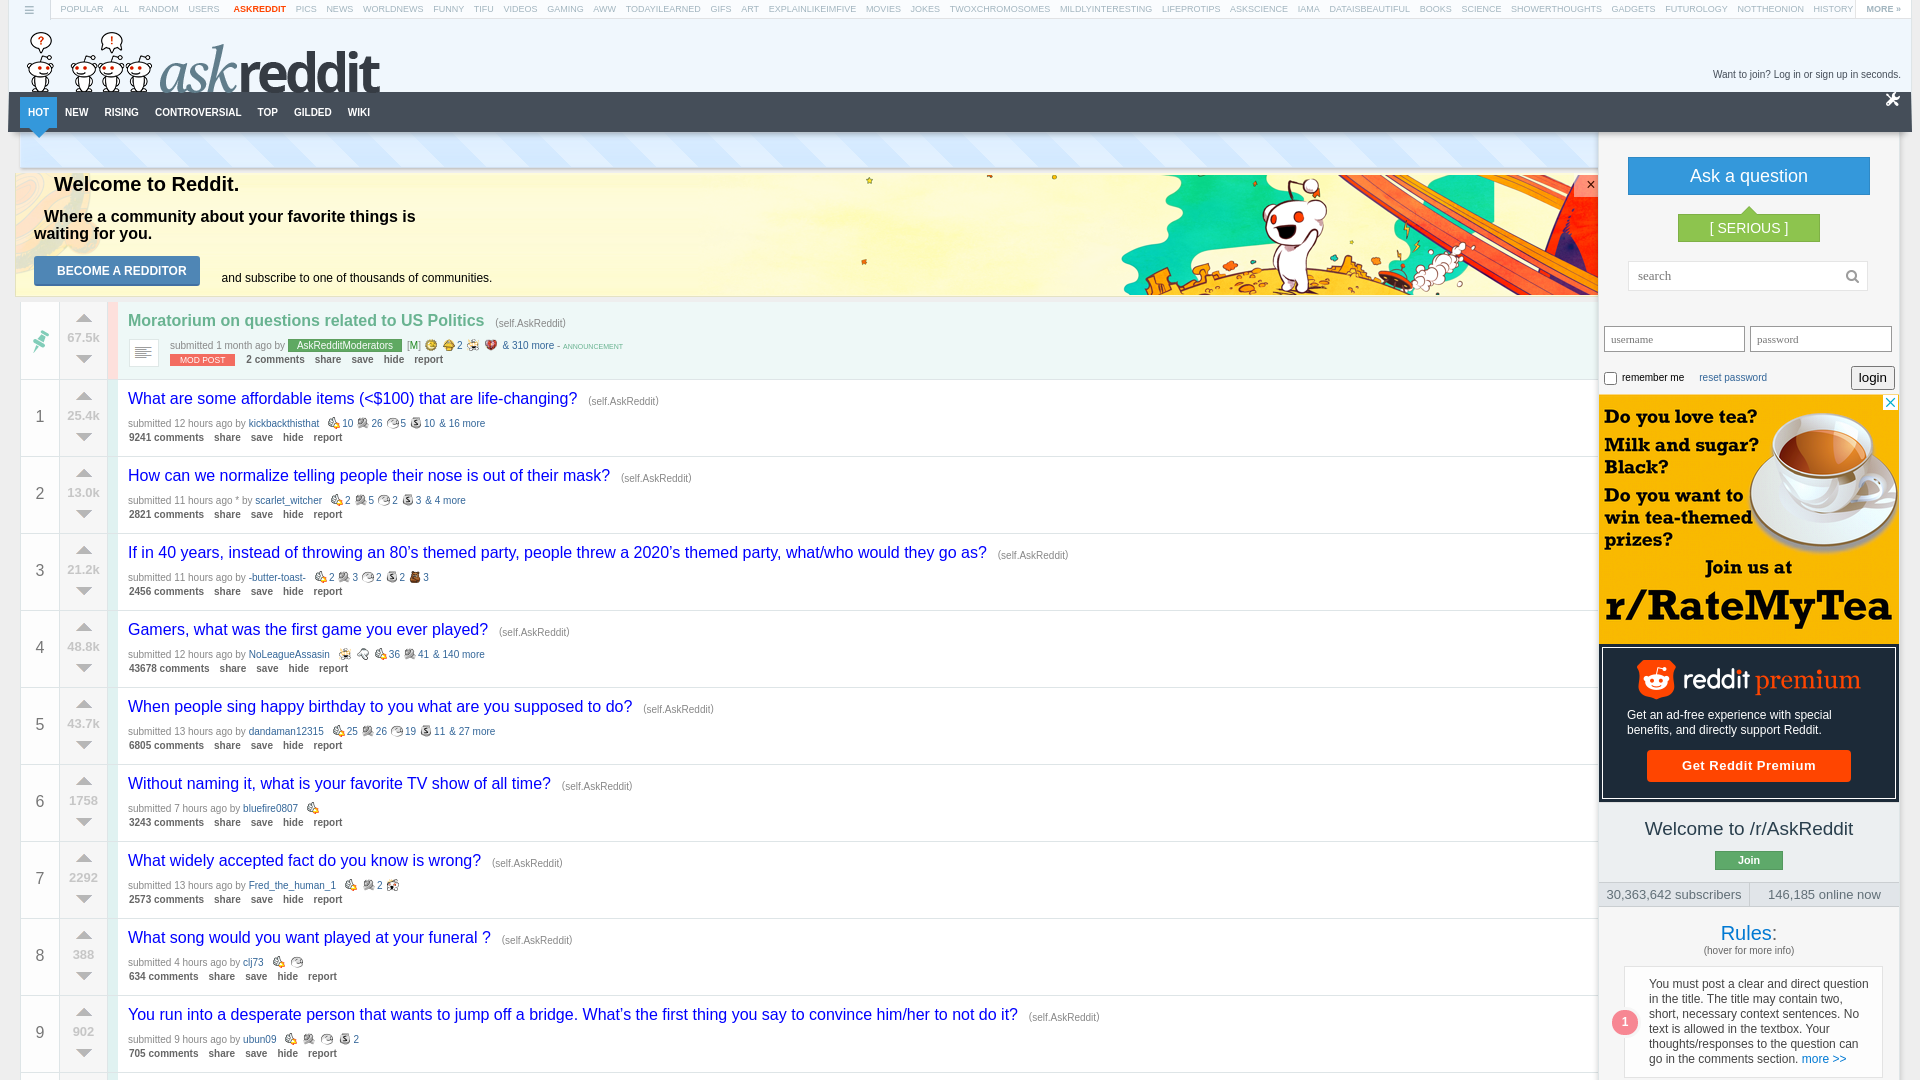 ≡ POPULAR ALL RANDOM USERS ASKREDDIT PICS NEWS WORLDNEWS FUNNY TIFU VIDEOS GAMING AWW TODAYILEARNED GIFS ART EXPLAINLIKEIMFIVE MOVIES JOKES TWOXCHROMOSOMES MILDLYINTERESTING LIFEPROTIPS ASKSCIENCE IAMA DATAISBEAUTIFUL BOOKS SCIENCE SHOWERTHOUGHTS GADGETS FUTUROLOGY NOTTHEONION HISTORY MORE »
? !
askreddit
Want to join? Log in or sign up in seconds.
HOT NEW RISING CONTROVERSIAL TOP GILDED WIKI
Welcome to Reddit.
Where a community about your favorite things is
waiting for you.
BECOME A REDDITOR and subscribe to one of thousands of communities.
×
67.5k
Moratorium on questions related to US Politics (self.AskReddit)
submitted 1 month ago by AskRedditModerators [M] 2 & 310 more - ANNOUNCEMENT
MOD POST 2 comments share save hide report
1
25.4k
What are some affordable items (<$100) that are life-changing? (self.AskReddit)
submitted 12 hours ago by kickbackthisthat 10 26 5 10 & 16 more
9241 comments share save hide report
2
13.0k
How can we normalize telling people their nose is out of their mask? (self.AskReddit)
submitted 11 hours ago * by scarlet_witcher 2 5 2 3 & 4 more
2821 comments share save hide report
3
21.2k
If in 40 years, instead of throwing an 80’s themed party, people threw a 2020’s themed party, what/who would they go as? (self.AskReddit)
submitted 11 hours ago by -butter-toast- 2 3 2 2 3
2456 comments share save hide report
4
48.8k
Gamers, what was the first game you ever played? (self.AskReddit)
submitted 12 hours ago by NoLeagueAssasin 36 41 & 140 more
43678 comments share save hide report
5
43.7k
When people sing happy birthday to you what are you supposed to do? (self.AskReddit)
submitted 13 hours ago by dandaman12315 25 26 19 11 & 27 more
6805 comments share save hide report
6
1758
Without naming it, what is your favorite TV show of all time? (self.AskReddit)
submitted 7 hours ago by bluefire0807
3243 comments share save hide report
7
2292
What widely accepted fact do you know is wrong? (self.AskReddit)
submitted 13 hours ago by Fred_the_human_1 2
2573 comments share save hide report
8
388
What song would you want played at your funeral ? (self.AskReddit)
submitted 4 hours ago by clj73
634 comments share save hide report
9
902
You run into a desperate person that wants to jump off a bridge. What’s the first thing you say to convince him/her to not do it? (self.AskReddit)
submitted 9 hours ago by ubun09 2
705 comments share save hide report
Ask a question
[ SERIOUS ]
search
username password
remember me reset password login
Do you love tea?
Milk and sugar?
Black?
Do you want to
win tea-themed
prizes?
Join us at
r/RateMyTea
reddit premium
Get an ad-free experience with special
benefits, and directly support Reddit.
Get Reddit Premium
Welcome to /r/AskReddit
Join
30,363,642 subscribers 146,185 online now
Rules:
(hover for more info)
1
You must post a clear and direct question
in the title. The title may contain two,
short, necessary context sentences. No
text is allowed in the textbox. Your
thoughts/responses to the question can
go in the comments section. more >>